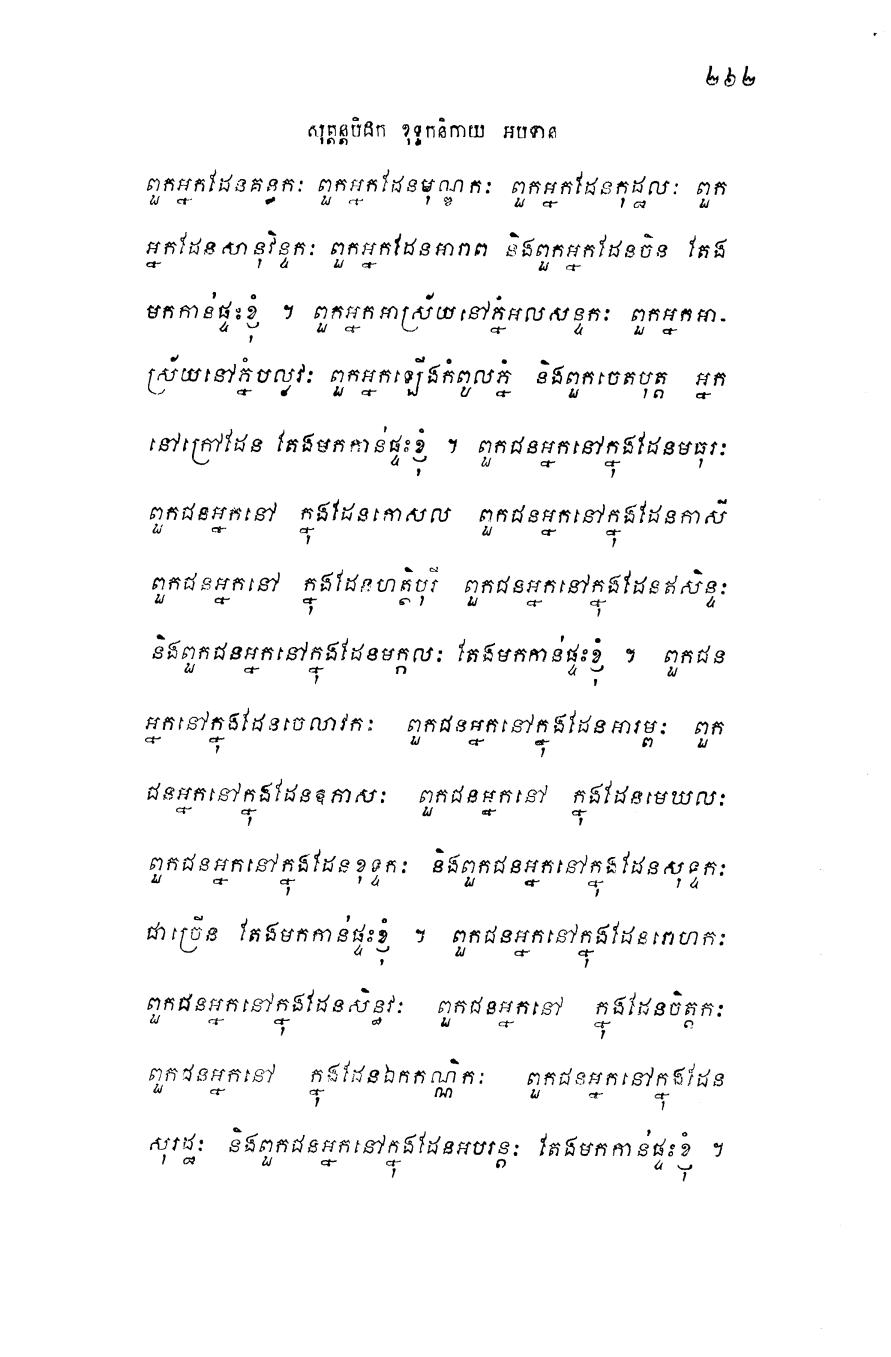 ២៦២
សុត្តន្តបិដក ខុទ្ទកនិកាយ អបទាន
ពួកអ្នកដែនគន្ធកៈ ពួកអ្នកដែនមុណ្ឌកៈ ពួកអ្នកដែនកុដ្ឋលៈ ពួក
អ្នកដែនសានុវិន្ទកៈ ពួកអ្នកដែនអារាព និងពួកអ្នកដែនចិន តែង
មកកាន់ផ្ទះខ្ញុំ ។ ពួកអ្នកអាស្រ័យនៅភ្នំអលសន្ទកៈ ពួកអ្នកអា-
ស្រ័យនៅភ្នំបល្លវៈ ពួកអ្នកឡើងកំពូលភ្នំ និងពួកចេតបុត្ត អ្នក
នៅក្រៅដែន តែងមកកាន់ផ្ទះខ្ញុំ ។ ពួកជនអ្នកនៅក្នុងដែនមធុរៈ
ពួកជនអ្នកនៅ ក្នុងដែនកោសល ពួកជនអ្នកនៅក្នុងដែនកាសី
ពួកជនអ្នកនៅ ក្នុងដែនហត្ថិបុរី ពួកជនអ្នកនៅក្នុងដែនឥសិន្ទៈ
និងពួកជនអ្នកនៅក្នុងដែនមក្កលៈ តែងមកកាន់ផ្ទះខ្ញុំ ។ ពួកជន
អ្នកនៅក្នុងដែនចេលាវកៈ ពួកជនអ្នកនៅក្នុងដែនអារម្ពៈ ពួក
ជនអ្នកនៅក្នុងដែនឧកាសៈ ពួកជនអ្នកនៅ ក្នុងដែនមេឃលៈ
ពួកជនអ្នកនៅក្នុងដែនខុទ្ទកៈ និងពួកជនអ្នកនៅក្នុងដែនសុទ្ទកៈ
ជាច្រើន តែងមកកាន់ផ្ទះខ្ញុំ ។ ពួកជនអ្នកនៅក្នុងដែនរោហកៈ
ពួកជនអ្នកនៅក្នុងដែនសិន្ធវៈ ពួកជនអ្នកនៅ ក្នុងដែនចិត្តកៈ
ពួកជនអ្នកនៅ ក្នុងដែនឯកកណ្ណិកៈ ពួកជនអ្នកនៅក្នុងដែន
សុរដ្ឋៈ និងពួកជនអ្នកនៅក្នុងដែនអបរន្តៈ តែងមកកាន់ផ្ទះខ្ញុំ ។